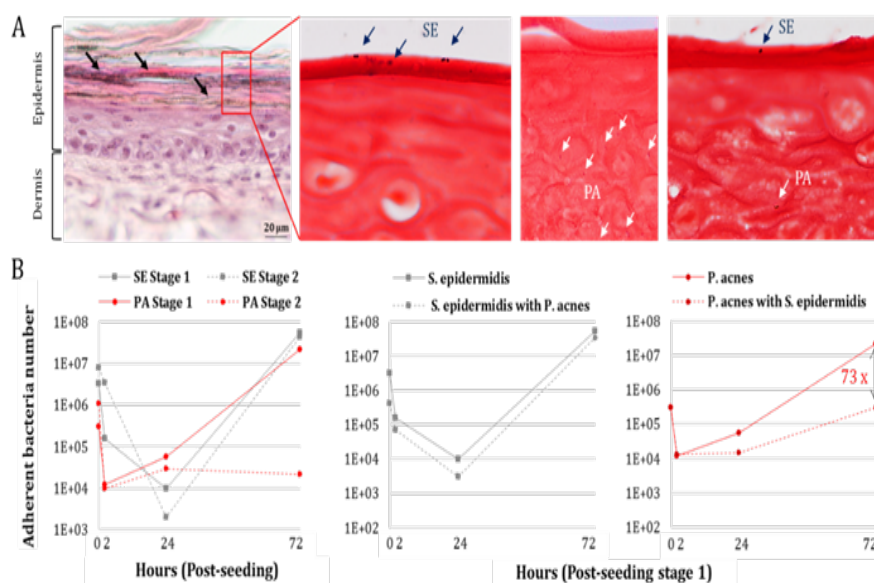 A
Epidermis
Dermis
20 µm
SE
PA
SE
PA
B
SE Stage 1
SE Stage 2
PA Stage 1
PA Stage 2
S. epidermidis
S. epidermidis with P. acnes
P. acnes
P. acnes with S. epidermidis
Adherent bacteria number
1E+08
1E+07
1E+06
1E+05
1E+04
1E+03
0 2 24 72
Hours (Post-seeding)
1E+08
1E+07
1E+06
1E+05
1E+04
1E+03
1E+02
0 2 24 72
1E+08
1E+07
1E+06
1E+05
1E+04
1E+03
1E+02
73 x
0 2 24 72
Hours (Post-seeding stage 1)